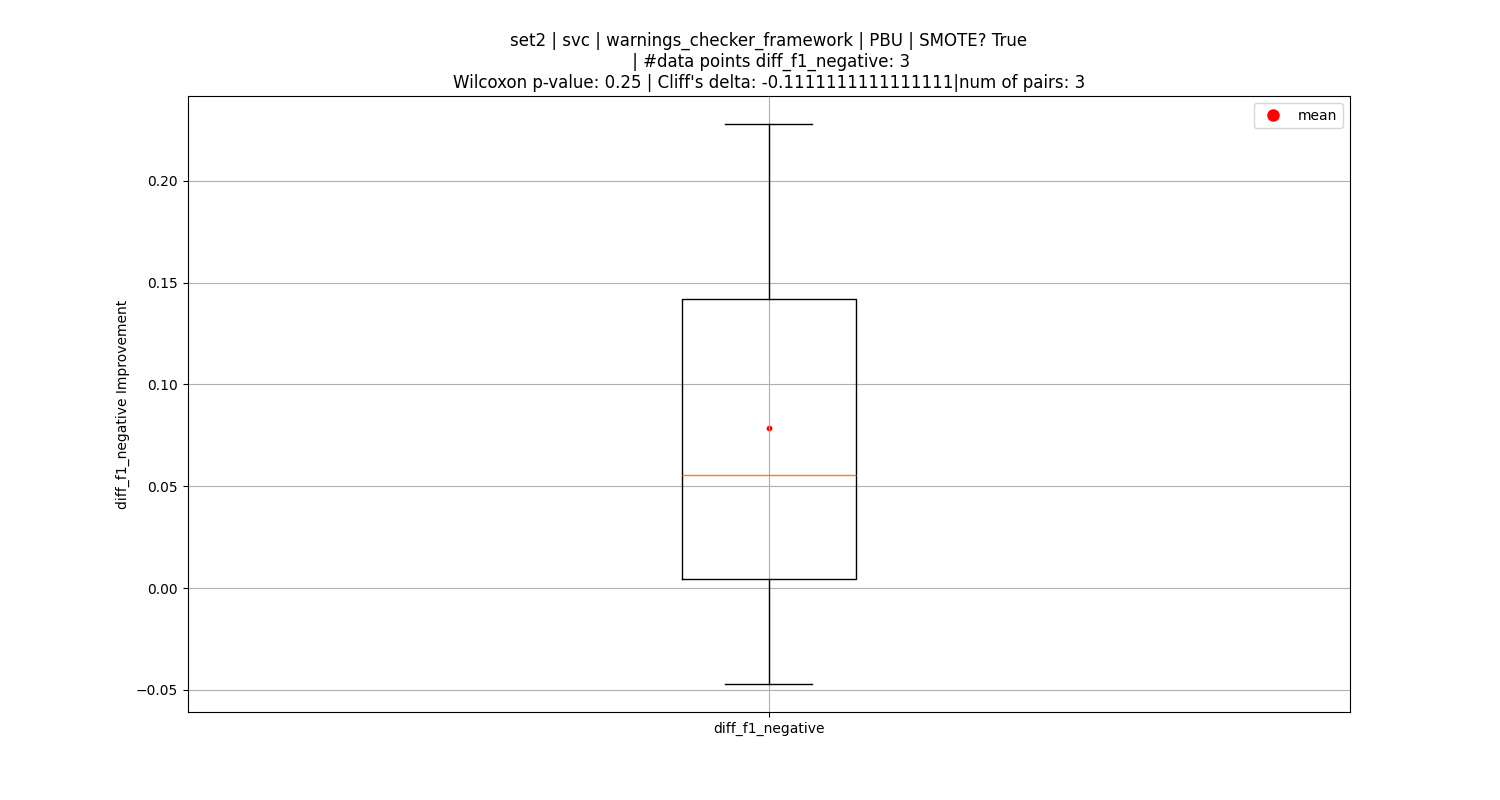 set2 | svc | warnings_checker_framework | PBU | SMOTE? True
| #data points diff_f1_negative: 3
Wilcoxon p-value: 0.25 | Cliff's delta: -0.1111111111111111|num of pairs: 3
mean
0.20
0.15
0.10
0.05
0.00
−0.05
diff_f1_negative Improvement
diff_f1_negative